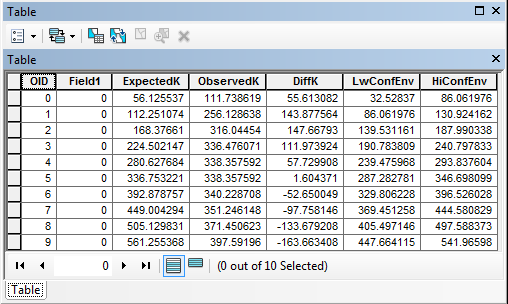 Table
Table
OID Field1 ExpectedK ObservedK DiffK LwConfEnv HiConfEnv
0 0 56.125537 111.738619 55.613082 32.52837 86.061976
1 0 112.251074 256.128638 143.877564 86.061976 130.924162
2 0 168.37661 316.04454 147.66793 139.531161 187.990338
3 0 224.502147 336.476071 111.973924 190.783809 240.797833
4 0 280.627684 338.357592 57.729908 239.475968 293.837604
5 0 336.753221 338.357592 1.604371 287.282781 346.698099
6 0 392.878757 340.228708 -52.650049 329.806228 396.526028
7 0 449.004294 351.246148 -97.758146 369.451258 444.580829
8 0 505.129831 371.450623 -133.679208 405.497146 497.588373
9 0 561.255368 397.59196 -163.663408 447.664115 541.96598
0 (0 out of 10 Selected)
Table